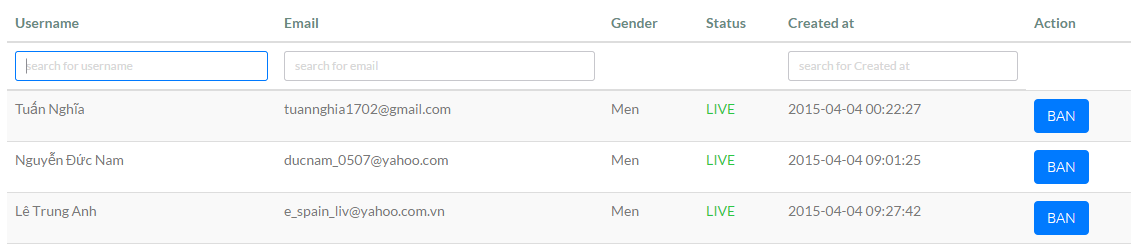 Username Email Gender Status Created at Action
search for username search for email search for Created at
Tuấn Nghĩa tuannghia1702@gmail.com Men LIVE 2015-04-04 00:22:27 BAN
Nguyễn Đức Nam ducnam_0507@yahoo.com Men LIVE 2015-04-04 09:01:25 BAN
Lê Trung Anh e_spain_liv@yahoo.com.vn Men LIVE 2015-04-04 09:27:42 BAN